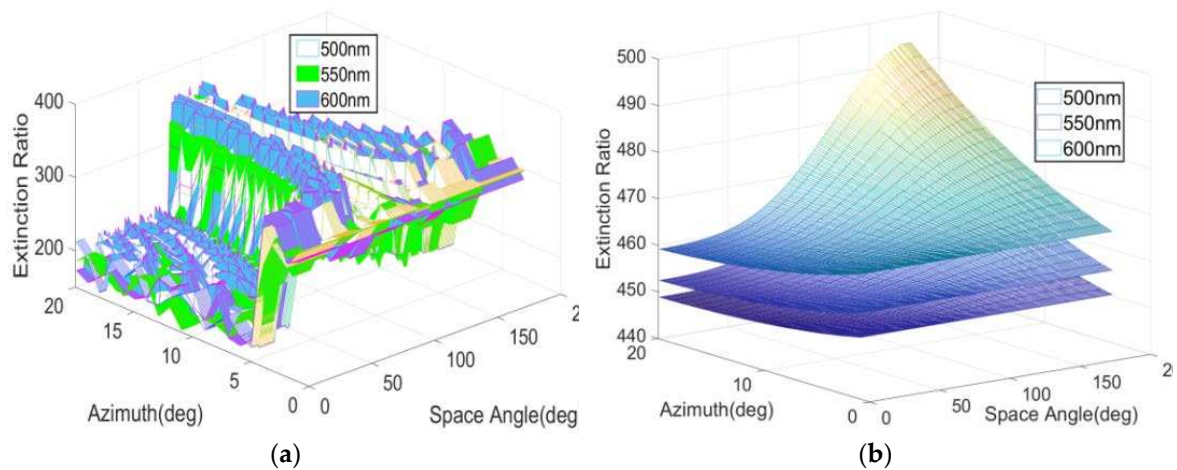 500nm
550nm
600nm
400
300
200
Extinction Ratio
20
15
10
5
0
Azimuth(deg)
0
50
100
150
2
Space Angle(deg
(a)
500
490
480
470
460
450
440
Extinction Ratio
500nm
550nm
600nm
20
10
0
Azimuth(deg)
0
50
100
150
20
Space Angle(deg)
(b)